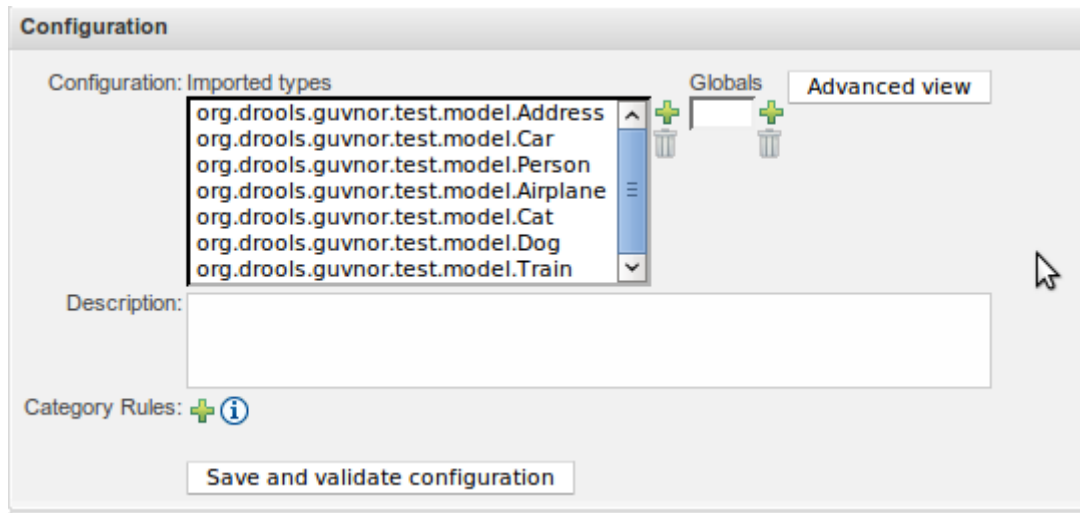 Configuration
Configuration: Imported types Globals Advanced view
org.drools.guvnor.test.model.Address
org.drools.guvnor.test.model.Car
org.drools.guvnor.test.model.Person
org.drools.guvnor.test.model.Airplane
org.drools.guvnor.test.model.Cat
org.drools.guvnor.test.model.Dog
org.drools.guvnor.test.model.Train
Description:
Category Rules:
Save and validate configuration